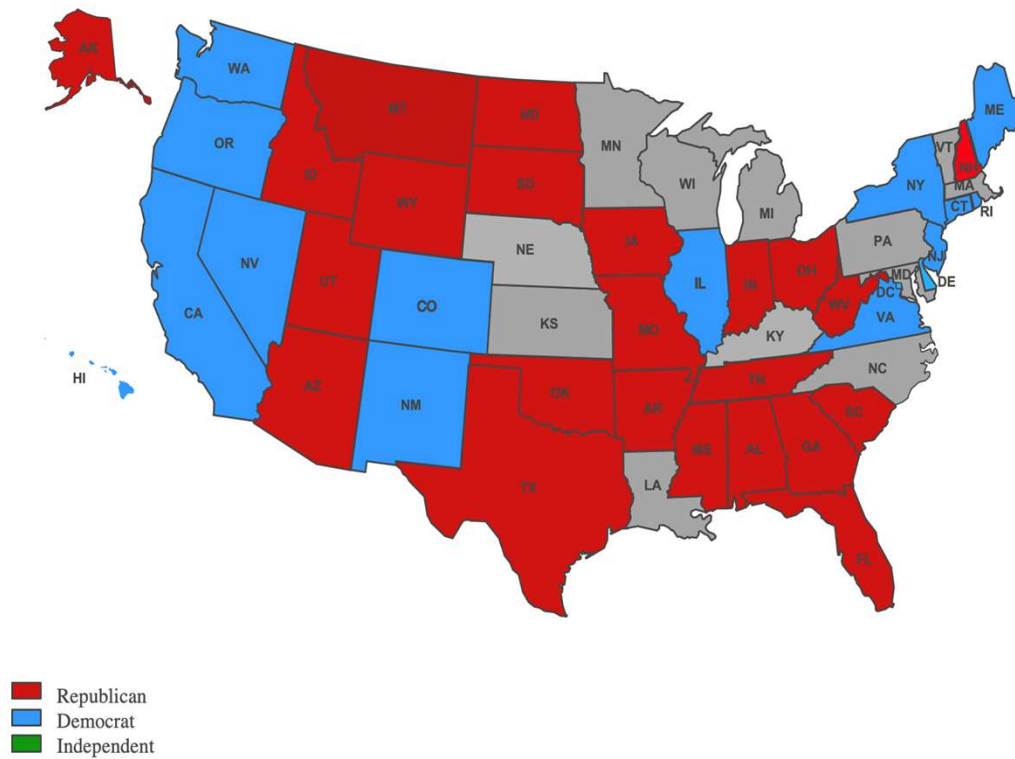 AK
WA
MT
MD
ME
OR
MN
VT
NH
ID
SD
WI
NY
MA
WY
MI
CT
RI
NE
IA
PA
NJ
NV
UT
CO
IL
IN
OH
MD
DE
CA
KS
MO
WV
DC
VA
KY
HI
AZ
NM
OK
AR
TN
NC
SC
MS
AL
GA
TX
LA
FL
Republican
Democrat
Independent